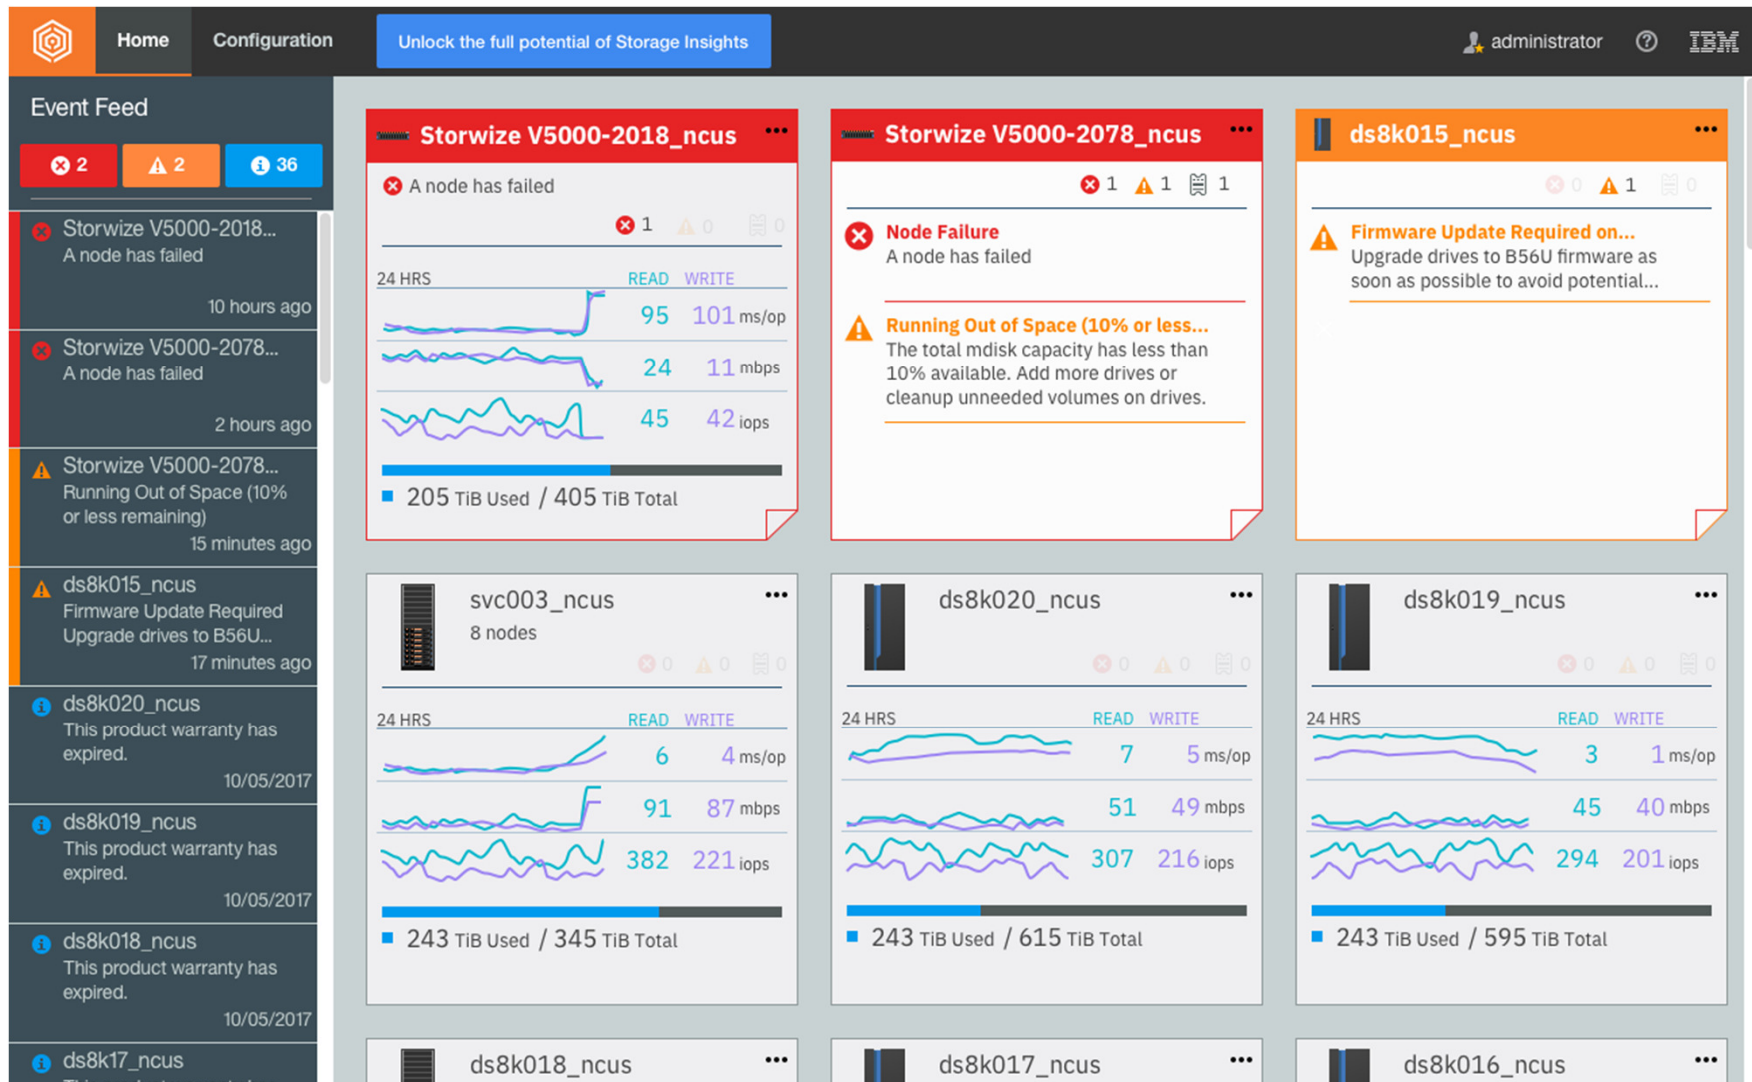 Home
Configuration
Unlock the full potential of Storage Insights
administrator
IBM
Event Feed
2
2
36
Storwize V5000-2018...
A node has failed
10 hours ago
Storwize V5000-2078...
A node has failed
2 hours ago
Storwize V5000-2078...
Running Out of Space (10%
or less remaining)
15 minutes ago
ds8k015_ncus
Firmware Update Required
Upgrade drives to B56U...
17 minutes ago
ds8k020_ncus
This product warranty has
expired.
10/05/2017
ds8k019_ncus
This product warranty has
expired.
10/05/2017
ds8k018_ncus
This product warranty has
expired.
10/05/2017
ds8k17_ncus
Storwize V5000-2018_ncus
A node has failed
1 0 0
24 HRS READ WRITE
95 101 ms/op
24 11 mbps
45 42 iops
205 TiB Used / 405 TiB Total
Storwize V5000-2078_ncus
1 1 1
Node Failure
A node has failed
Running Out of Space (10% or less...
The total mdisk capacity has less than
10% available. Add more drives or
cleanup unneeded volumes on drives.
ds8k015_ncus
0 1 0
Firmware Update Required on...
Upgrade drives to B56U firmware as
soon as possible to avoid potential...
svc003_ncus
8 nodes
0 0 0
24 HRS READ WRITE
6 4 ms/op
91 87 mbps
382 221 iops
243 TiB Used / 345 TiB Total
ds8k020_ncus
0 0 0
24 HRS READ WRITE
7 5 ms/op
51 49 mbps
307 216 iops
243 TiB Used / 615 TiB Total
ds8k019_ncus
0 0 0
24 HRS READ WRITE
3 1 ms/op
45 40 mbps
294 201 iops
243 TiB Used / 595 TiB Total
ds8k018_ncus
ds8k017_ncus
ds8k016_ncus